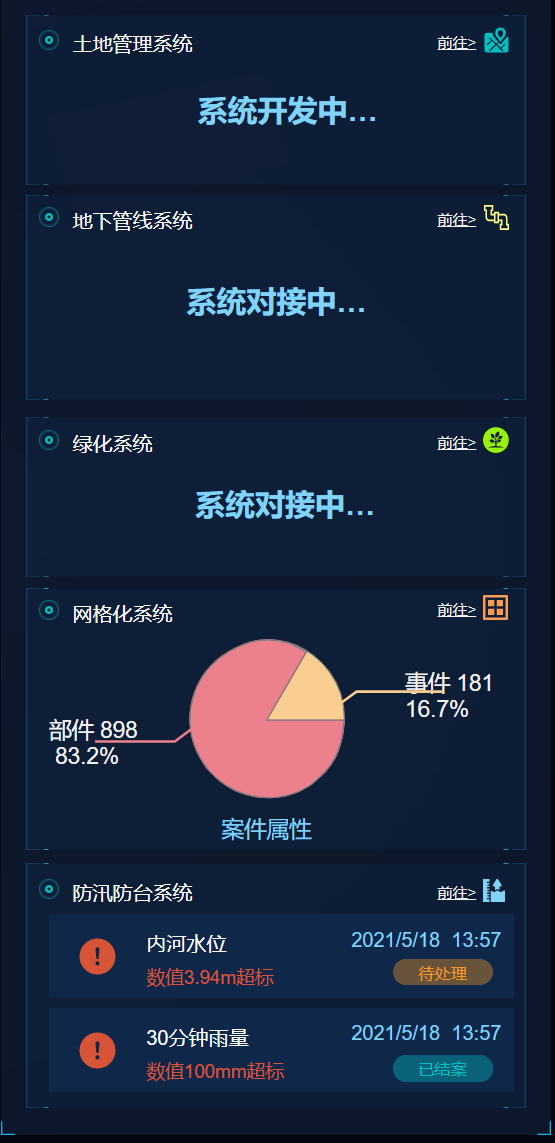 土地管理系统 前往>
系统开发中...
地下管线系统 前往>
系统对接中...
绿化系统 前往>
系统对接中...
网格化系统 前往>
事件 181
16.7%
部件 898
83.2%
案件属性
防汛防台系统 前往>
内河水位 2021/5/18 13:57
数值3.94m超标 待处理
30分钟雨量 2021/5/18 13:57
数值100mm超标 已结案